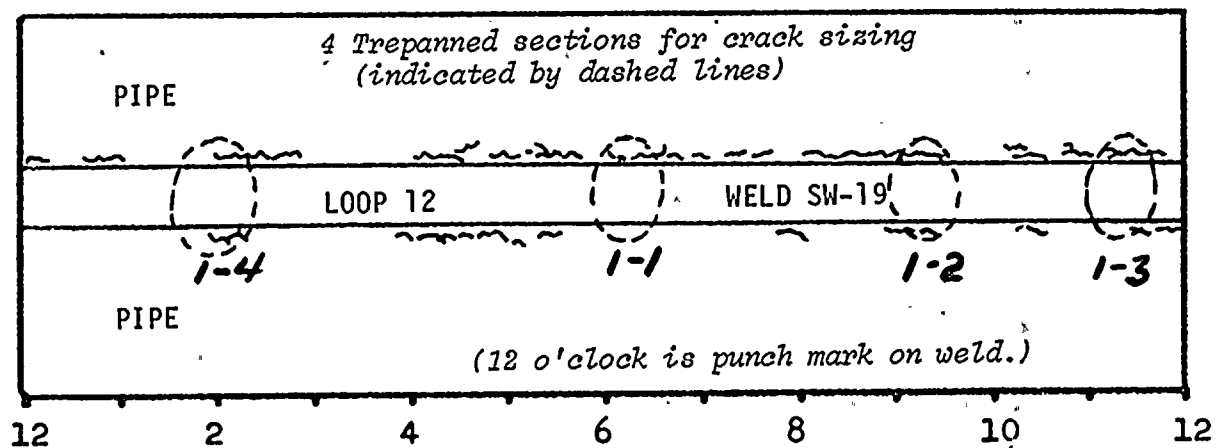 4 Trepanned sections for crack sizing
(indicated by dashed lines)
PIPE
LOOP 12 WELD SW-19
1-4 1-1 1-2 1-3
PIPE
(12 o'clock is punch mark on weld.)
12 2 4 6 8 10 12